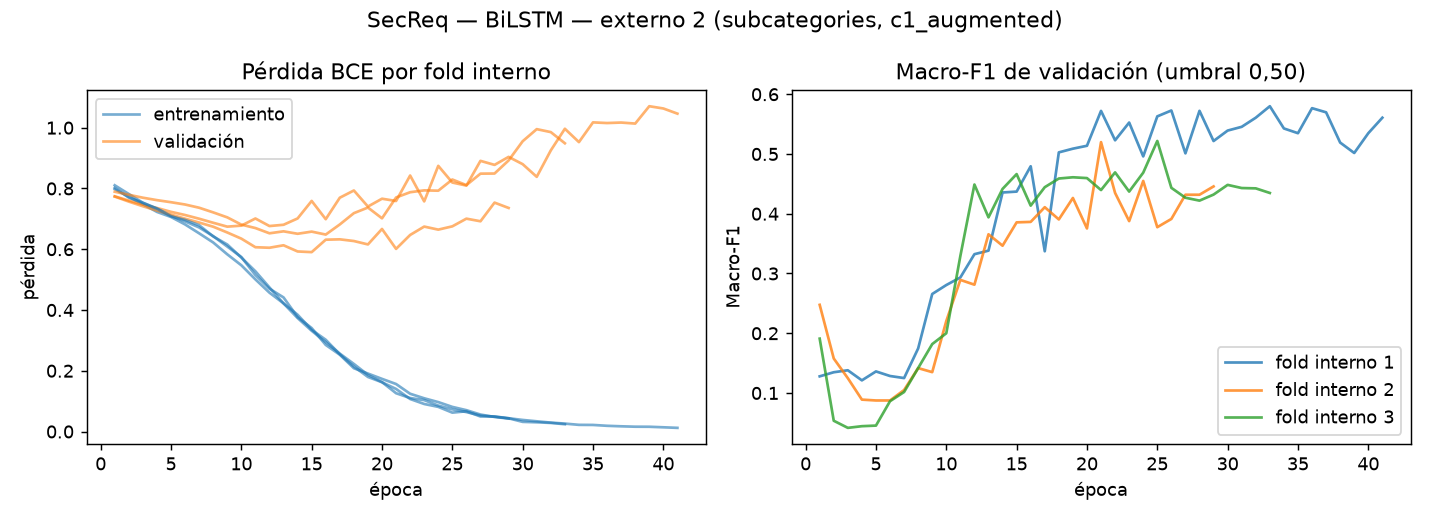 SecReq — BiLSTM — externo 2 (subcategories, c1_augmented)
Pérdida BCE por fold interno
entrenamiento
validación
pérdida
1.0
0.8
0.6
0.4
0.2
0.0
0 5 10 15 20 25 30 35 40
época
Macro-F1 de validación (umbral 0,50)
Macro-F1
0.6
0.5
0.4
0.3
0.2
0.1
fold interno 1
fold interno 2
fold interno 3
0 5 10 15 20 25 30 35 40
época